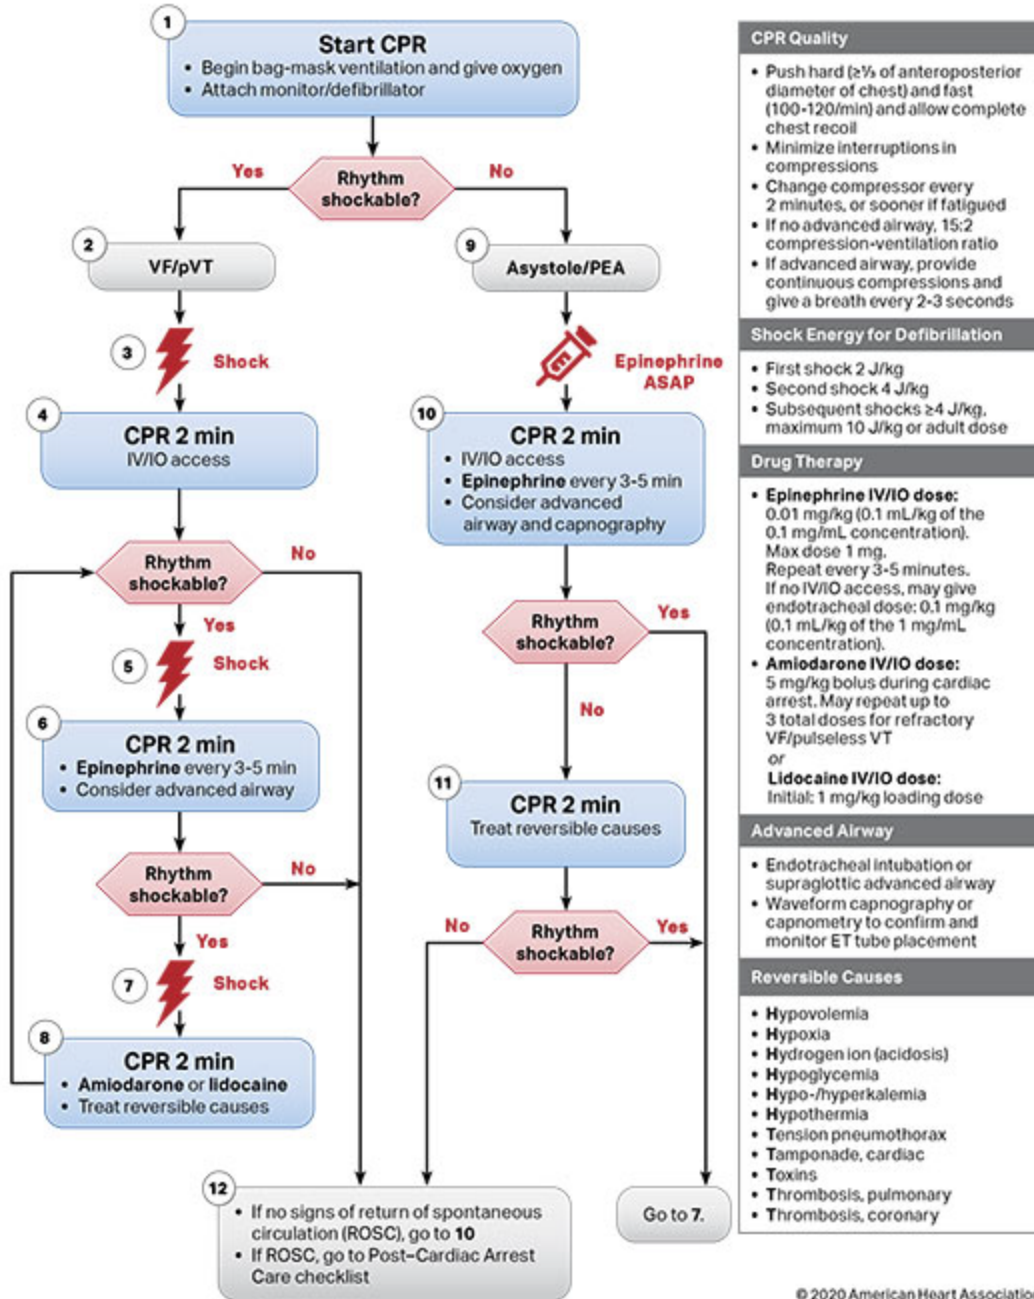 1
Start CPR
• Begin bag-mask ventilation and give oxygen
• Attach monitor/defibrillator
Yes
Rhythm
shockable?
No
2
VF/pVT
9
Asystole/PEA
3
Shock
Epinephrine
ASAP
4
CPR 2 min
IV/IO access
10
CPR 2 min
• IV/IO access
• Epinephrine every 3-5 min
• Consider advanced
airway and capnography
Rhythm
shockable?
No
Yes
5
Shock
Rhythm
shockable?
Yes
No
6
CPR 2 min
• Epinephrine every 3-5 min
• Consider advanced airway
11
CPR 2 min
Treat reversible causes
Rhythm
shockable?
No
Yes
7
Shock
No
Rhythm
shockable?
Yes
8
CPR 2 min
• Amiodarone or lidocaine
• Treat reversible causes
12
• If no signs of return of spontaneous
circulation (ROSC), go to 10
• If ROSC, go to Post–Cardiac Arrest
Care checklist
Go to 7.
CPR Quality
• Push hard (≥⅓ of anteroposterior
diameter of chest) and fast
(100-120/min) and allow complete
chest recoil
• Minimize interruptions in
compressions
• Change compressor every
2 minutes, or sooner if fatigued
• If no advanced airway, 15:2
compression-ventilation ratio
• If advanced airway, provide
continuous compressions and
give a breath every 2-3 seconds
Shock Energy for Defibrillation
• First shock 2 J/kg
• Second shock 4 J/kg
• Subsequent shocks ≥4 J/kg,
maximum 10 J/kg or adult dose
Drug Therapy
• Epinephrine IV/IO dose:
0.01 mg/kg (0.1 mL/kg of the
0.1 mg/mL concentration).
Max dose 1 mg.
Repeat every 3-5 minutes.
If no IV/IO access, may give
endotracheal dose: 0.1 mg/kg
(0.1 mL/kg of the 1 mg/mL
concentration).
• Amiodarone IV/IO dose:
5 mg/kg bolus during cardiac
arrest. May repeat up to
3 total doses for refractory
VF/pulseless VT
or
Lidocaine IV/IO dose:
Initial: 1 mg/kg loading dose
Advanced Airway
• Endotracheal intubation or
supraglottic advanced airway
• Waveform capnography or
capnometry to confirm and
monitor ET tube placement
Reversible Causes
• Hypovolemia
• Hypoxia
• Hydrogen ion (acidosis)
• Hypoglycemia
• Hypo-/hyperkalemia
• Hypothermia
• Tension pneumothorax
• Tamponade, cardiac
• Toxins
• Thrombosis, pulmonary
• Thrombosis, coronary
© 2020 American Heart Association